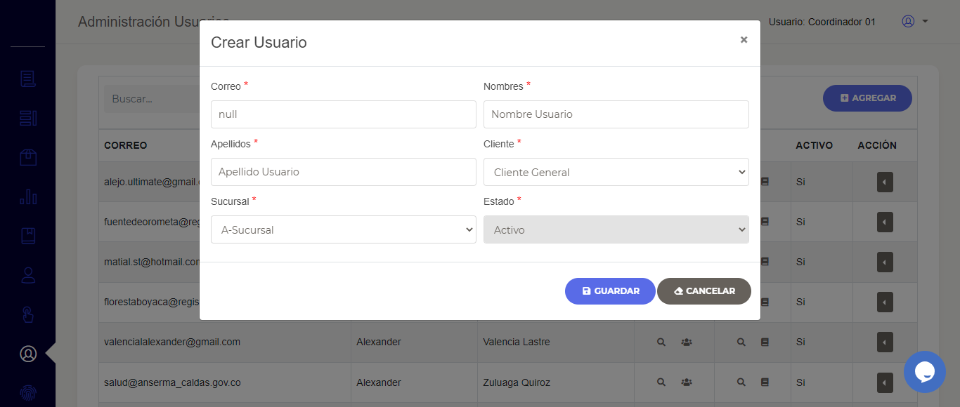 Administración Usuarios
Usuario: Coordinador 01
Crear Usuario
×
Correo *
Nombres *
null
Nombre Usuario
Apellidos *
Cliente *
Apellido Usuario
Cliente General
Sucursal *
Estado *
A-Sucursal
Activo
GUARDAR
CANCELAR
Buscar...
AGREGAR
CORREO
ACTIVO
ACCIÓN
alejo.ultimate@gmail.
Si
fuentedeorometa@reg
Si
matial.st@hotmail.com
Si
florestaboyaca@regis
Si
valencialalexander@gmail.com
Alexander
Valencia Lastre
Si
salud@anserma_caldas.gov.co
Alexander
Zuluaga Quiroz
Si